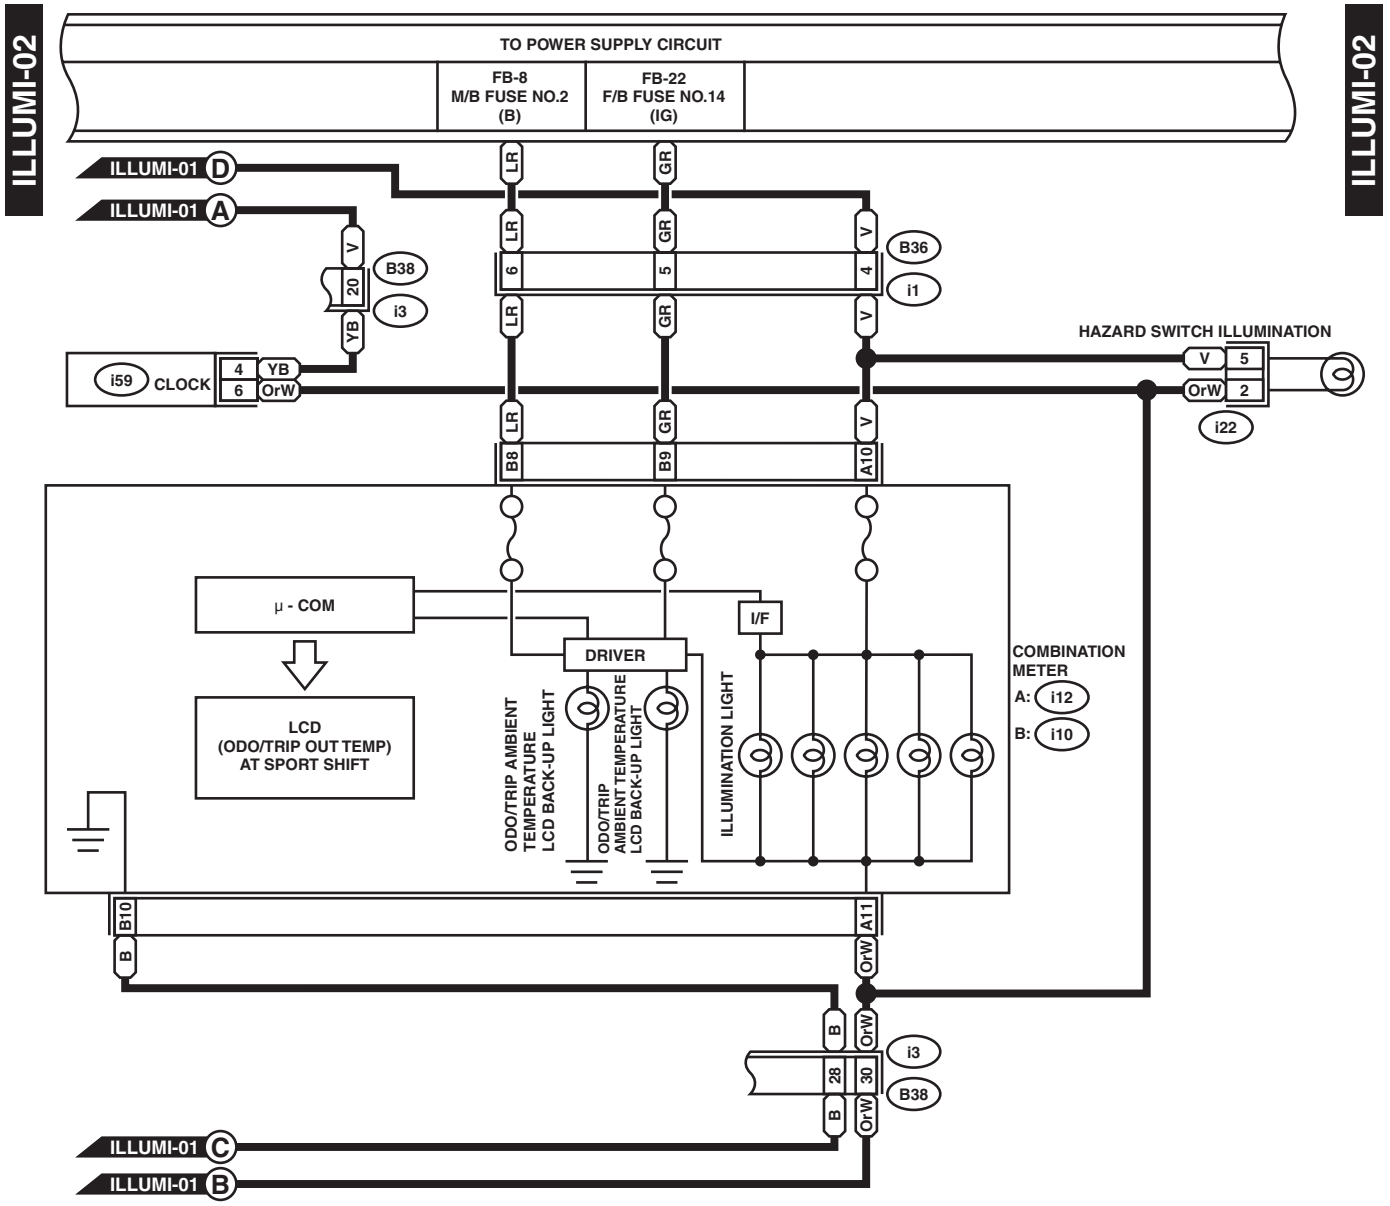 ILLUMI-02
ILLUMI-02
TO POWER SUPPLY CIRCUIT
FB-8
M/B FUSE NO.2
(B)
FB-22
F/B FUSE NO.14
(IG)
ILLUMI-01 D
ILLUMI-01 A
LR
GR
LR
GR
V
V
B38
20
i3
YB
6
5
4
B36
i1
LR
GR
V
HAZARD SWITCH ILLUMINATION
V 5
OrW 2
i22
i59 CLOCK
4 YB
6 OrW
LR
GR
V
B8
B9
A10
µ - COM
I/F
DRIVER
LCD
(ODO/TRIP OUT TEMP)
AT SPORT SHIFT
ODO/TRIP AMBIENT
TEMPERATURE
LCD BACK-UP LIGHT
ODO/TRIP
AMBIENT TEMPERATURE
LCD BACK-UP LIGHT
ILLUMINATION LIGHT
COMBINATION
METER
A: i12
B: i10
B10
A11
B
OrW
B
OrW
i3
28
30
B38
B
OrW
ILLUMI-01 C
ILLUMI-01 B